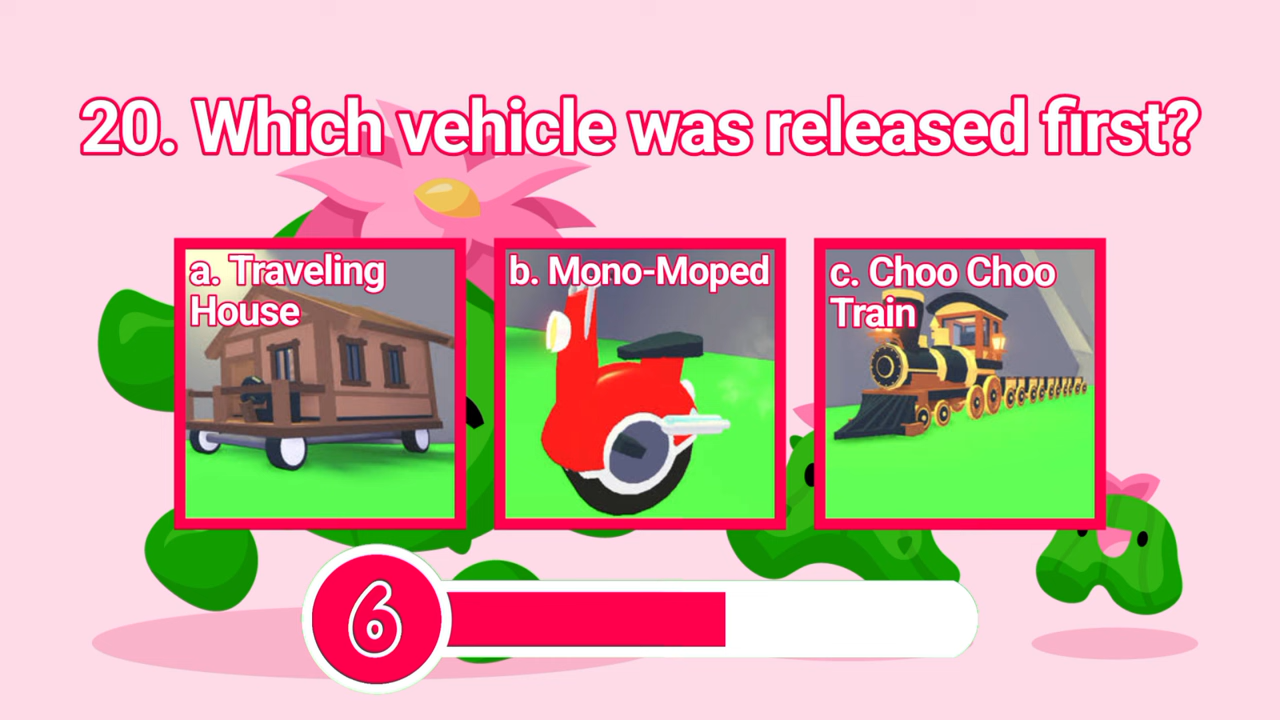 20. Which vehicle was released first?
a. Traveling
House
b. Mono-Moped
c. Choo Choo
Train
6